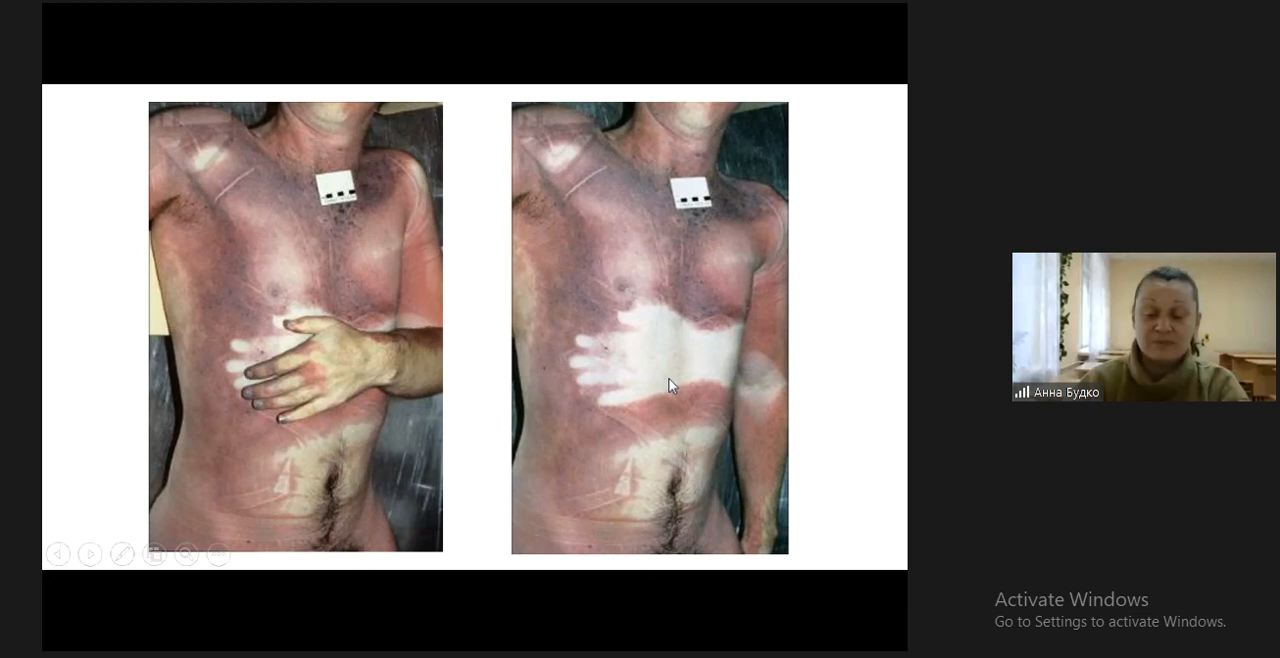 Анна Будко
Activate Windows
Go to Settings to activate Windows.